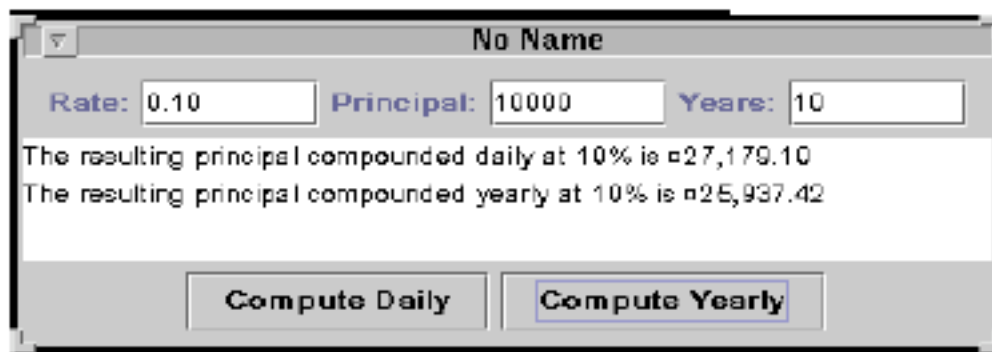 No Name
Rate: 0.10 Principal: 10000 Years: 10
The resulting principal compounded daily at 10% is ¤27,179.10
The resulting principal compounded yearly at 10% is ¤25,937.42
Compute Daily Compute Yearly